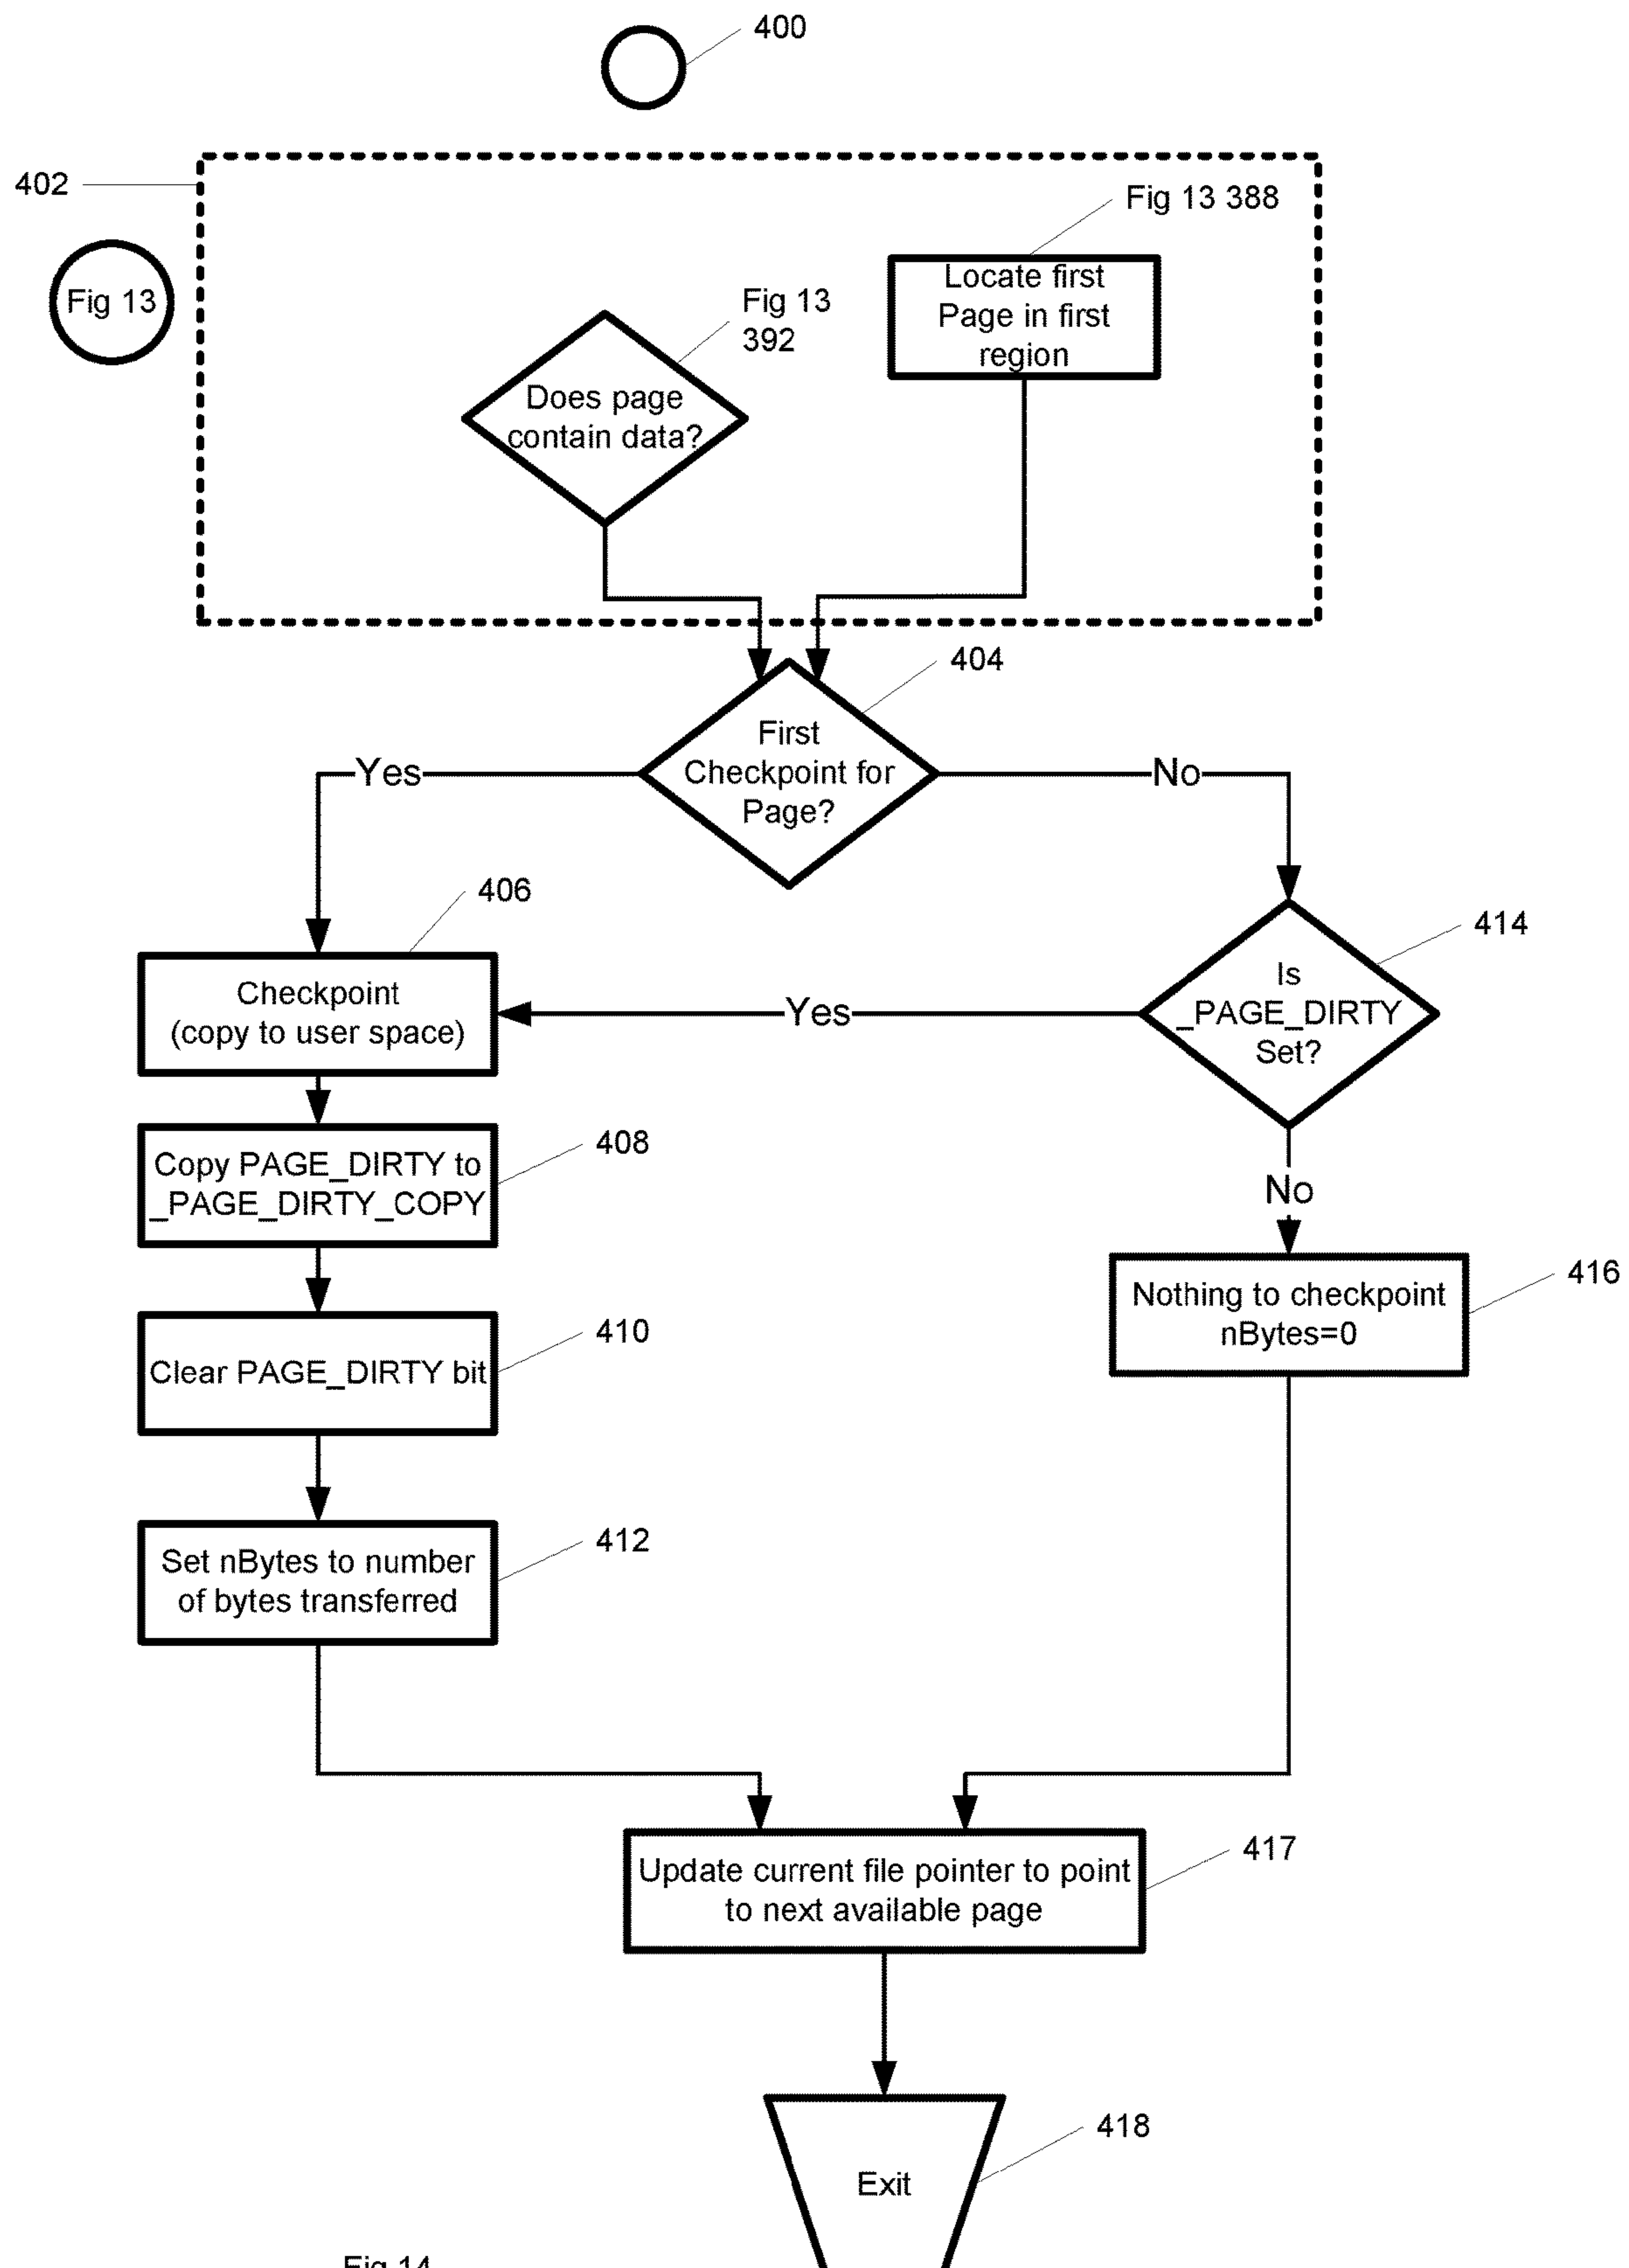 400
402
Fig 13 388
Fig 13
Locate first
Page in first
region
Fig 13
392
Does page
contain data?
404
First
Checkpoint for
Page?
Yes
No
406
414
Checkpoint
(copy to user space)
Is
_PAGE_DIRTY
Set?
Yes
408
Copy PAGE_DIRTY to
_PAGE_DIRTY_COPY
No
410
Clear PAGE_DIRTY bit
416
Nothing to checkpoint
nBytes=0
412
Set nBytes to number
of bytes transferred
417
Update current file pointer to point
to next available page
418
Exit
Fig 14